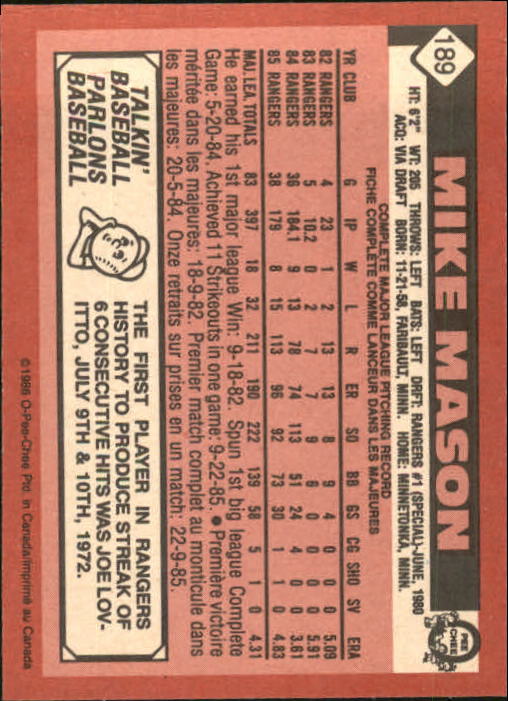 189
MIKE MASON
O PEE CHEE
HT: 6'2" WT: 205 THROWS: LEFT BATS: LEFT DRFT: RANGERS #1 (SPECIAL)-JUNE, 1980
ACQ: VIA DRAFT BORN: 11-21-58, FARIBAULT, MINN. HOME: MINNETONKA, MINN.
COMPLETE MAJOR LEAGUE PITCHING RECORD
FICHE COMPLETE COMME LANCEUR DANS LES MAJEURES
YR CLUB G IP W L R ER SO BB GS CG SHO SV ERA
82 RANGERS 4 23 1 2 13 13 8 9 4 0 0 0 5.09
83 RANGERS 5 10.2 0 2 7 7 9 6 0 0 0 0 5.91
84 RANGERS 36 184.1 9 13 78 74 113 51 24 4 0 0 3.61
85 RANGERS 38 179 8 15 113 96 92 73 30 1 1 0 4.83
MAJ. LEA. TOTALS 83 397 18 32 211 190 222 139 58 5 1 0 4.31
He earned his 1st major league Win: 9-18-82. Spun 1st big league Complete
Game: 5-20-84. Achieved 11 Strikeouts in one game: 9-22-85. ● Première victoire
méritée dans les majeures: 18-9-82. Premier match complet au monticule dans
les majeures: 20-5-84. Onze retraits sur prises en un match: 22-9-85.
TALKIN'
BASEBALL
PARLONS
BASEBALL
THE FIRST PLAYER IN RANGERS
HISTORY TO PRODUCE STREAK OF
6 CONSECUTIVE HITS WAS JOE LOV-
ITTO, JULY 9TH & 10TH, 1972.
©1986 O-Pee-Chee Ptd. in Canada/imprimé au Canada